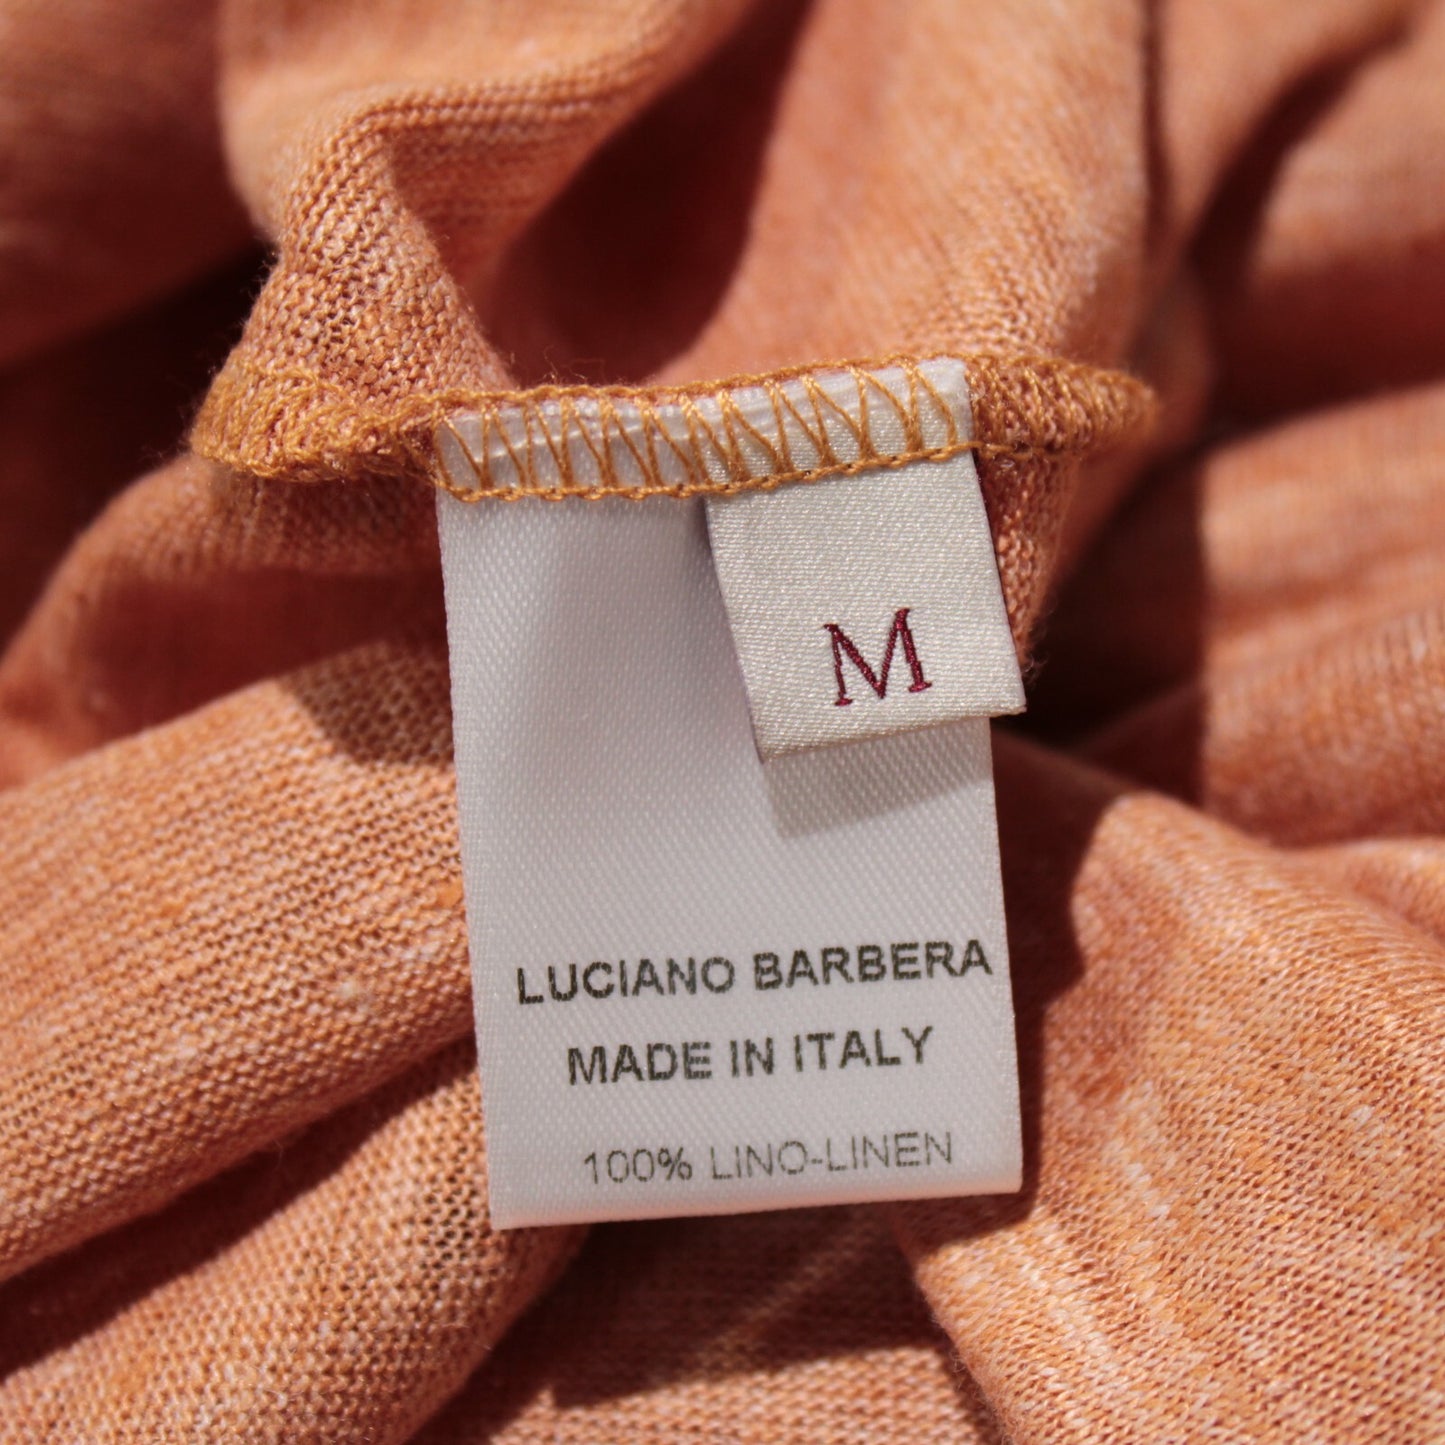 M
LUCIANO BARBERA
MADE IN ITALY
100% LINO-LINEN